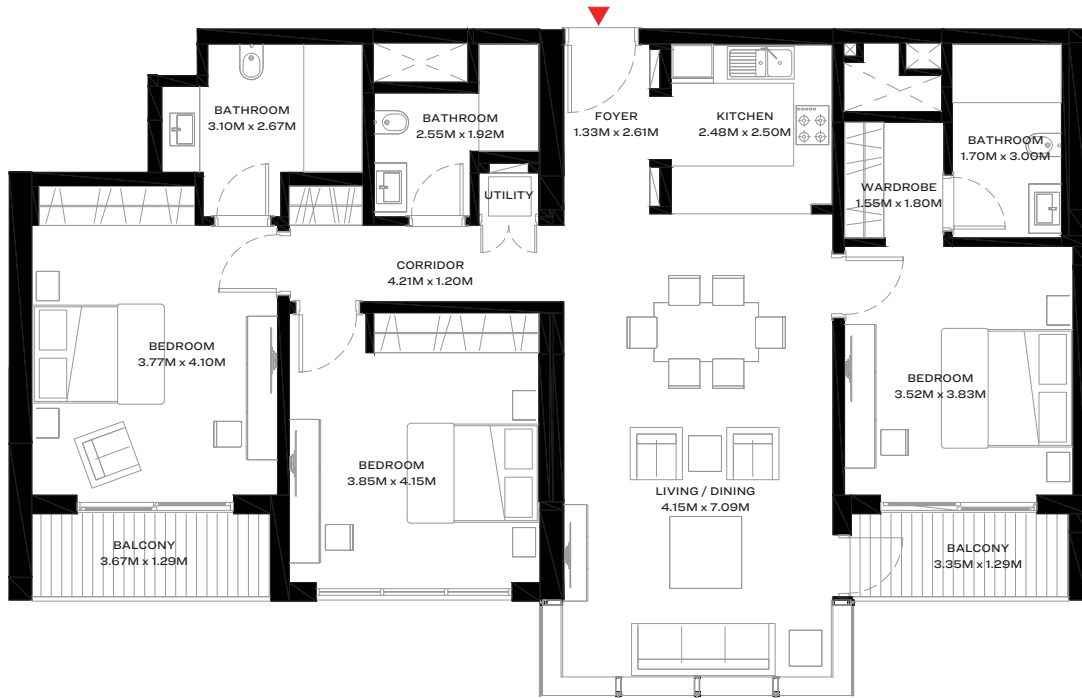 BATHROOM
3.10M x 2.67M
BATHROOM
2.55M x 1.92M
FOYER
1.33M x 2.61M
KITCHEN
2.48M x 2.50M
BATHROOM
1.70M x 3.00M
WARDROBE
1.55M x 1.80M
UTILITY
CORRIDOR
4.21M x 1.20M
BEDROOM
3.77M x 4.10M
BEDROOM
3.52M x 3.83M
BEDROOM
3.85M x 4.15M
LIVING / DINING
4.15M x 7.09M
BALCONY
3.67M x 1.29M
BALCONY
3.35M x 1.29M